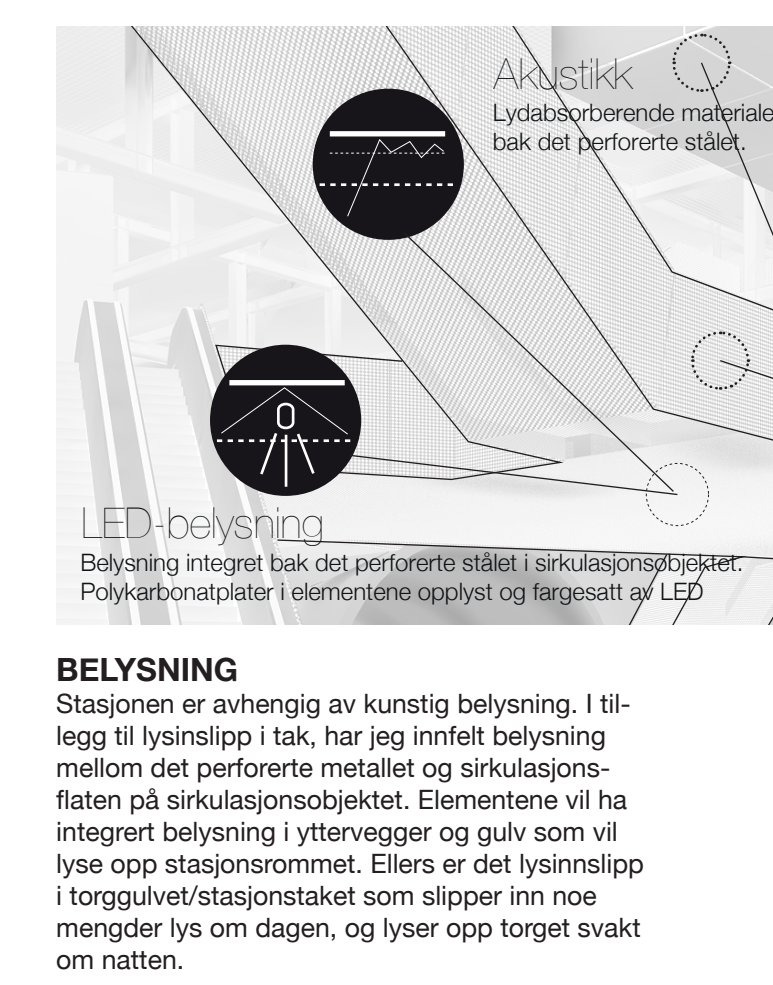 Akustikk
Lydabsorberende materiale
bak det perforerte stålet.
LED-belysning
Belysning integret bak det perforerte stålet i sirkulasjonsobjektet.
Polykarbonatplater i elementene opplyst og fargesatt av LED
BELYSNING
Stasjonen er avhengig av kunstig belysning. I til-
legg til lysinslipp i tak, har jeg innfelt belysning
mellom det perforerte metallet og sirkulasjons-
flaten på sirkulasjonsobjektet. Elementene vil ha
integrert belysning i yttervegger og gulv som vil
lyse opp stasjonsrommet. Ellers er det lysinnslipp
i torggulvet/stasjonstaket som slipper inn noe
mengder lys om dagen, og lyser opp torget svakt
om natten.